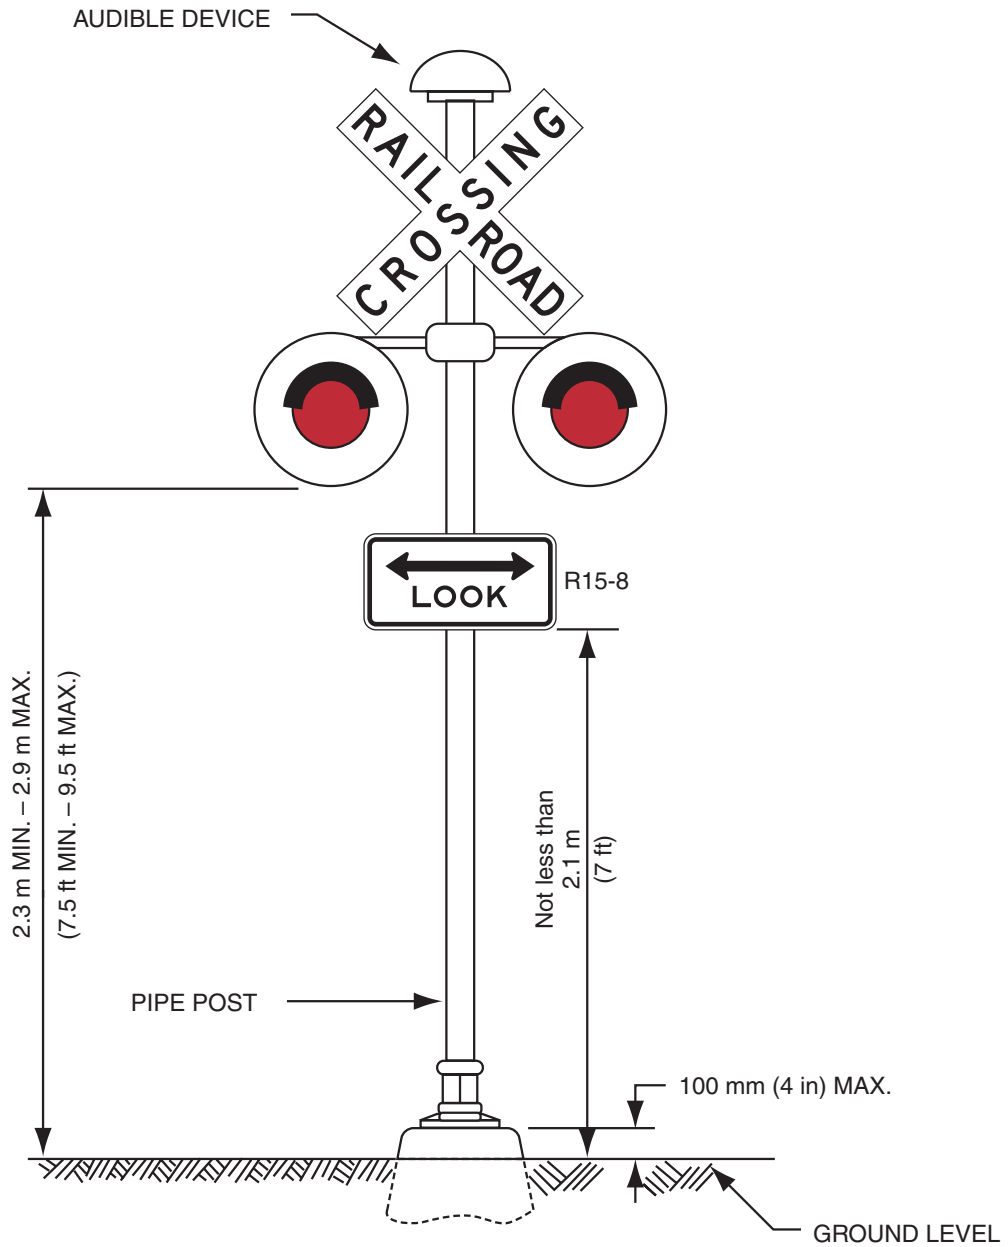 AUDIBLE DEVICE
RAILROAD
CROSSING
LOOK
R15-8
2.3 m MIN. – 2.9 m MAX.
(7.5 ft MIN. – 9.5 ft MAX.)
Not less than
2.1 m
(7 ft)
PIPE POST
100 mm (4 in) MAX.
GROUND LEVEL